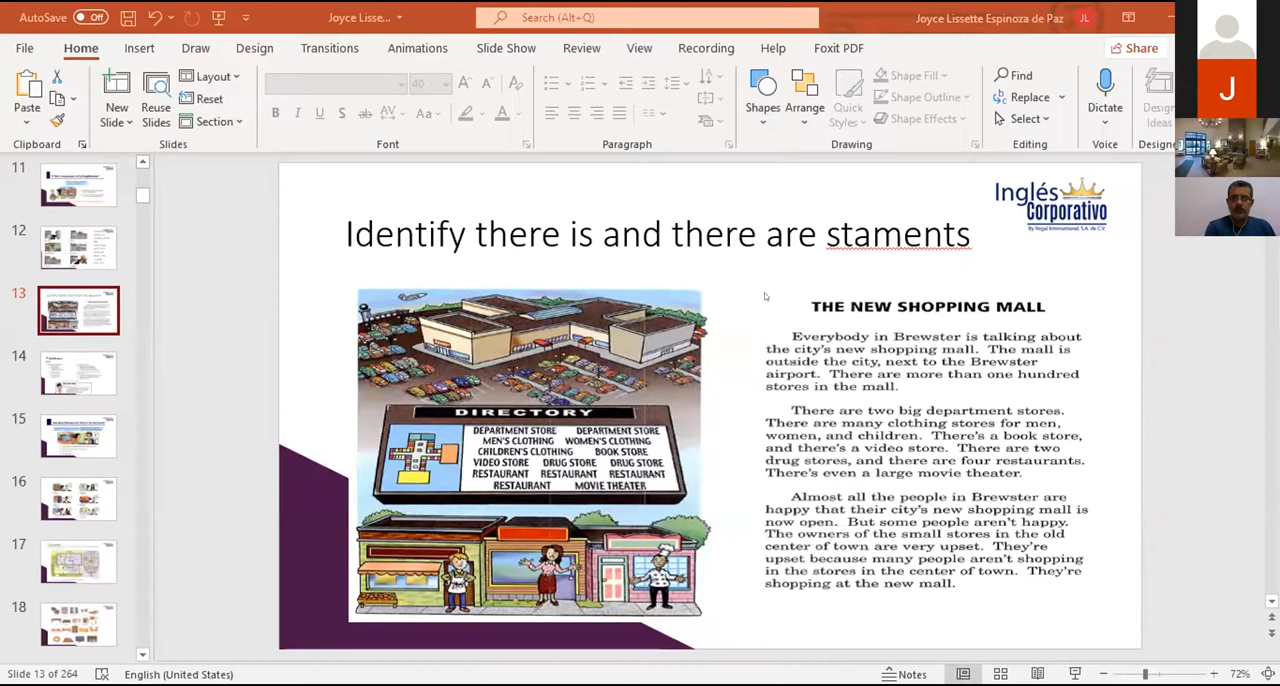 AutoSave Off Joyce Lisse... Search (Alt+Q) Joyce Lissette Espinoza de Paz JL
File Home Insert Draw Design Transitions Animations Slide Show Review View Recording Help Foxit PDF Share
Paste New Slide Reuse Slides Layout Reset Section 40 Shapes Arrange Quick Styles Shape Fill Shape Outline Shape Effects Find Replace Select Dictate Design Ideas
Clipboard Slides Font Paragraph Drawing Editing Voice Designe
J
11
12
13
14
15
16
17
18
Inglés
Corporativo
By Regal International, S.A. de C.V.
Identify there is and there are staments
DIRECTORY
DEPARTMENT STORE DEPARTMENT STORE
MEN'S CLOTHING WOMEN'S CLOTHING
CHILDREN'S CLOTHING BOOK STORE
VIDEO STORE DRUG STORE DRUG STORE
RESTAURANT RESTAURANT RESTAURANT
RESTAURANT MOVIE THEATER
THE NEW SHOPPING MALL
Everybody in Brewster is talking about
the city's new shopping mall. The mall is
outside the city, next to the Brewster
airport. There are more than one hundred
stores in the mall.
There are two big department stores.
There are many clothing stores for men,
women, and children. There's a book store,
and there's a video store. There are two
drug stores, and there are four restaurants.
There's even a large movie theater.
Almost all the people in Brewster are
happy that their city's new shopping mall is
now open. But some people aren't happy.
The owners of the small stores in the old
center of town are very upset. They're
upset because many people aren't shopping
in the stores in the center of town. They're
shopping at the new mall.
Slide 13 of 264 English (United States) Notes 72%